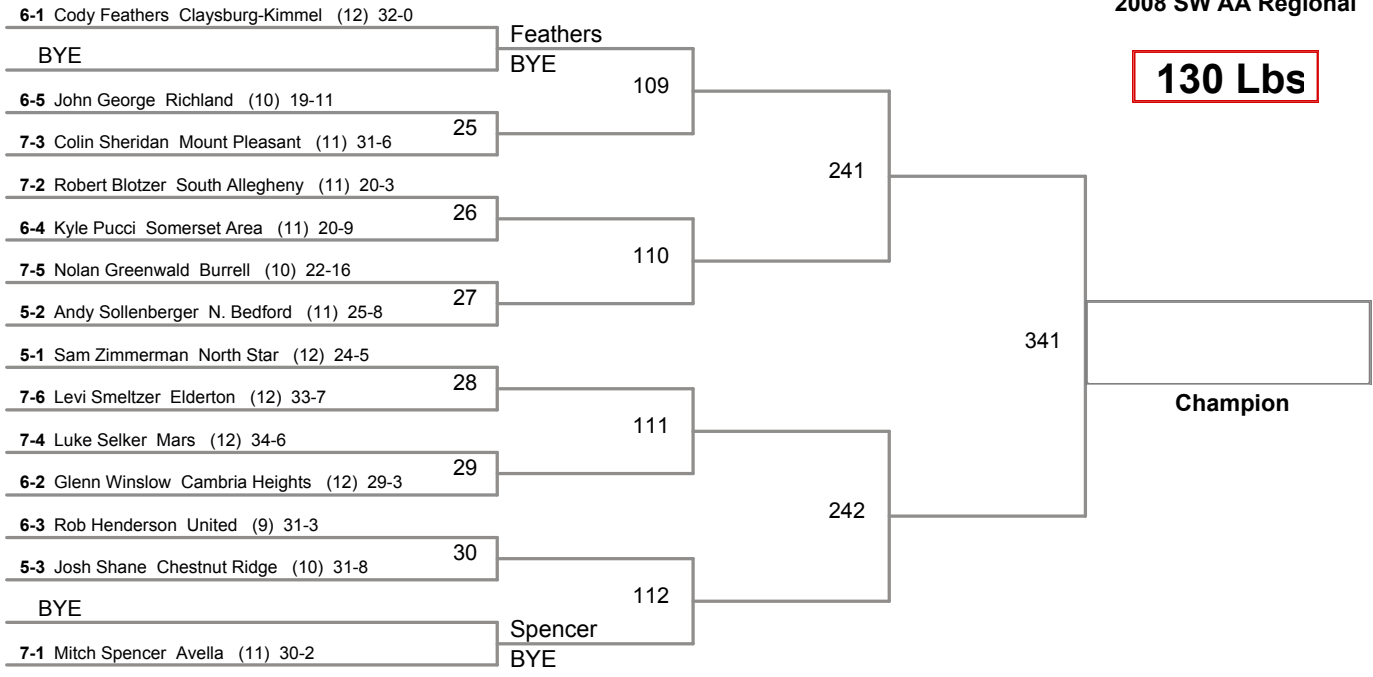 2008 SW AA Regional
130 Lbs
6-1 Cody Feathers Claysburg-Kimmel (12) 32-0
BYE
Feathers
BYE
109
6-5 John George Richland (10) 19-11
25
7-3 Colin Sheridan Mount Pleasant (11) 31-6
241
7-2 Robert Blotzer South Allegheny (11) 20-3
26
6-4 Kyle Pucci Somerset Area (11) 20-9
110
7-5 Nolan Greenwald Burrell (10) 22-16
27
5-2 Andy Sollenberger N. Bedford (11) 25-8
341
Champion
5-1 Sam Zimmerman North Star (12) 24-5
28
7-6 Levi Smeltzer Elderton (12) 33-7
111
7-4 Luke Selker Mars (12) 34-6
29
6-2 Glenn Winslow Cambria Heights (12) 29-3
242
6-3 Rob Henderson United (9) 31-3
30
5-3 Josh Shane Chestnut Ridge (10) 31-8
112
BYE
Spencer
BYE
7-1 Mitch Spencer Avella (11) 30-2